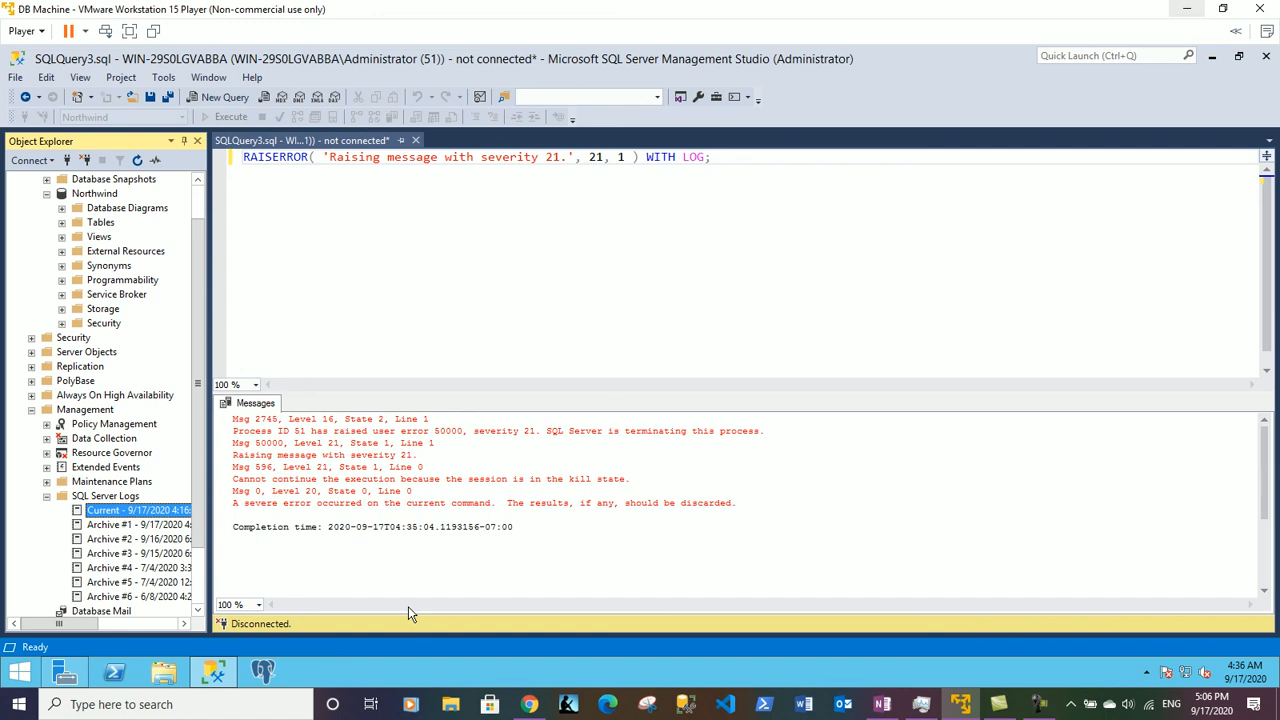 DB Machine - VMware Workstation 15 Player (Non-commercial use only)
Player
SQLQuery3.sql - WIN-29S0LGVABBA (WIN-29S0LGVABBA\Administrator (51)) - not connected* - Microsoft SQL Server Management Studio (Administrator)
Quick Launch (Ctrl+Q)
File Edit View Project Tools Window Help
New Query
Northwind
Execute
Object Explorer
SQLQuery3.sql - WI...1)) - not connected*
Connect
RAISERROR( 'Raising message with severity 21.', 21, 1 ) WITH LOG;
Database Snapshots
Northwind
Database Diagrams
Tables
Views
External Resources
Synonyms
Programmability
Service Broker
Storage
Security
Security
Server Objects
Replication
PolyBase
Always On High Availability
Management
Policy Management
Data Collection
Resource Governor
Extended Events
Maintenance Plans
SQL Server Logs
Current - 9/17/2020 4:16:
Archive #1 - 9/17/2020 4:
Archive #2 - 9/16/2020 6:
Archive #3 - 9/15/2020 6:
Archive #4 - 7/4/2020 3:3
Archive #5 - 7/4/2020 12:
Archive #6 - 6/8/2020 4:2
Database Mail
100 %
Messages
Msg 2745, Level 16, State 2, Line 1
Process ID 51 has raised user error 50000, severity 21. SQL Server is terminating this process.
Msg 50000, Level 21, State 1, Line 1
Raising message with severity 21.
Msg 596, Level 21, State 1, Line 0
Cannot continue the execution because the session is in the kill state.
Msg 0, Level 20, State 0, Line 0
A severe error occurred on the current command.  The results, if any, should be discarded.
Completion time: 2020-09-17T04:35:04.1193156-07:00
100 %
Disconnected.
Ready
4:36 AM
9/17/2020
Type here to search
ENG
5:06 PM
9/17/2020